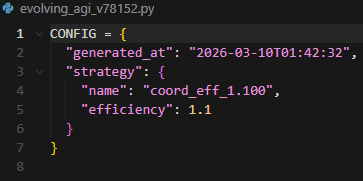 evolving_agi_v78152.py
1 CONFIG = {
2   "generated_at": "2026-03-10T01:42:32",
3   "strategy": {
4     "name": "coord_eff_1.100",
5     "efficiency": 1.1
6   }
7 }
8